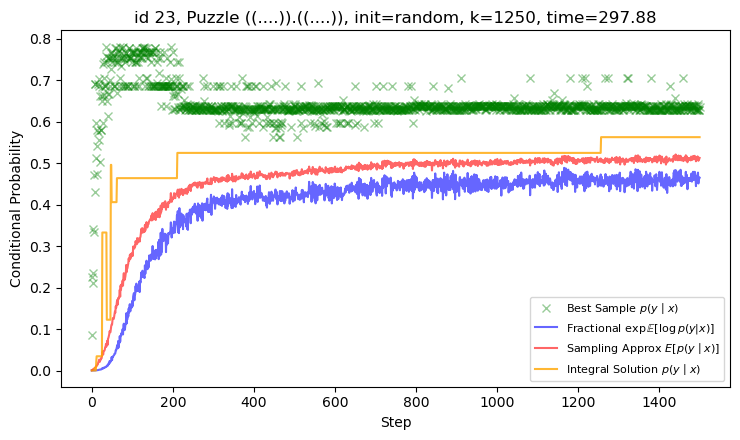 id 23, Puzzle ((....)).((....)), init=random, k=1250, time=297.88
0.8
0.7
0.6
0.5
0.4
0.3
0.2
0.1
0.0
Conditional Probability
0 200 400 600 800 1000 1200 1400
Step
Best Sample p(y | x)
Fractional exp𝔼[log p(y|x)]
Sampling Approx E[p(y | x)]
Integral Solution p(y | x)